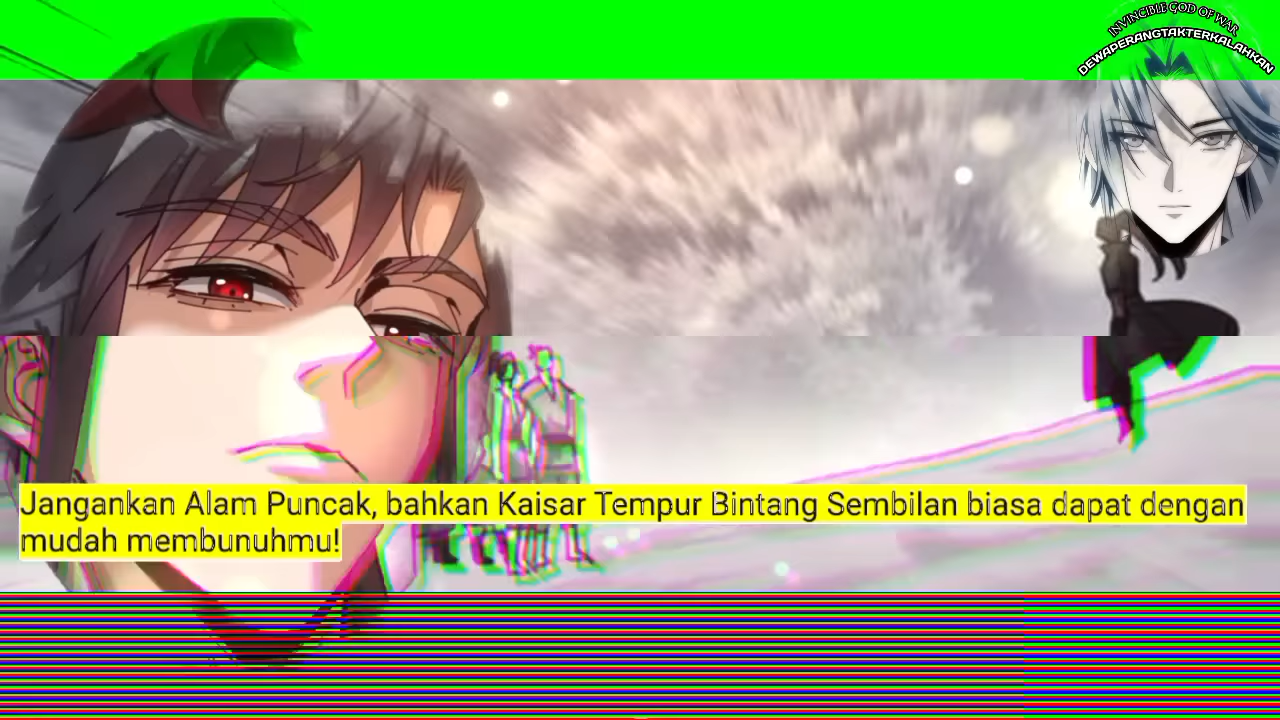 INVINCIBLE GOD OF WAR
DEWAPERANGTAKTERKALAHKAN
Jangankan Alam Puncak, bahkan Kaisar Tempur Bintang Sembilan biasa dapat dengan
mudah membunuhmu!